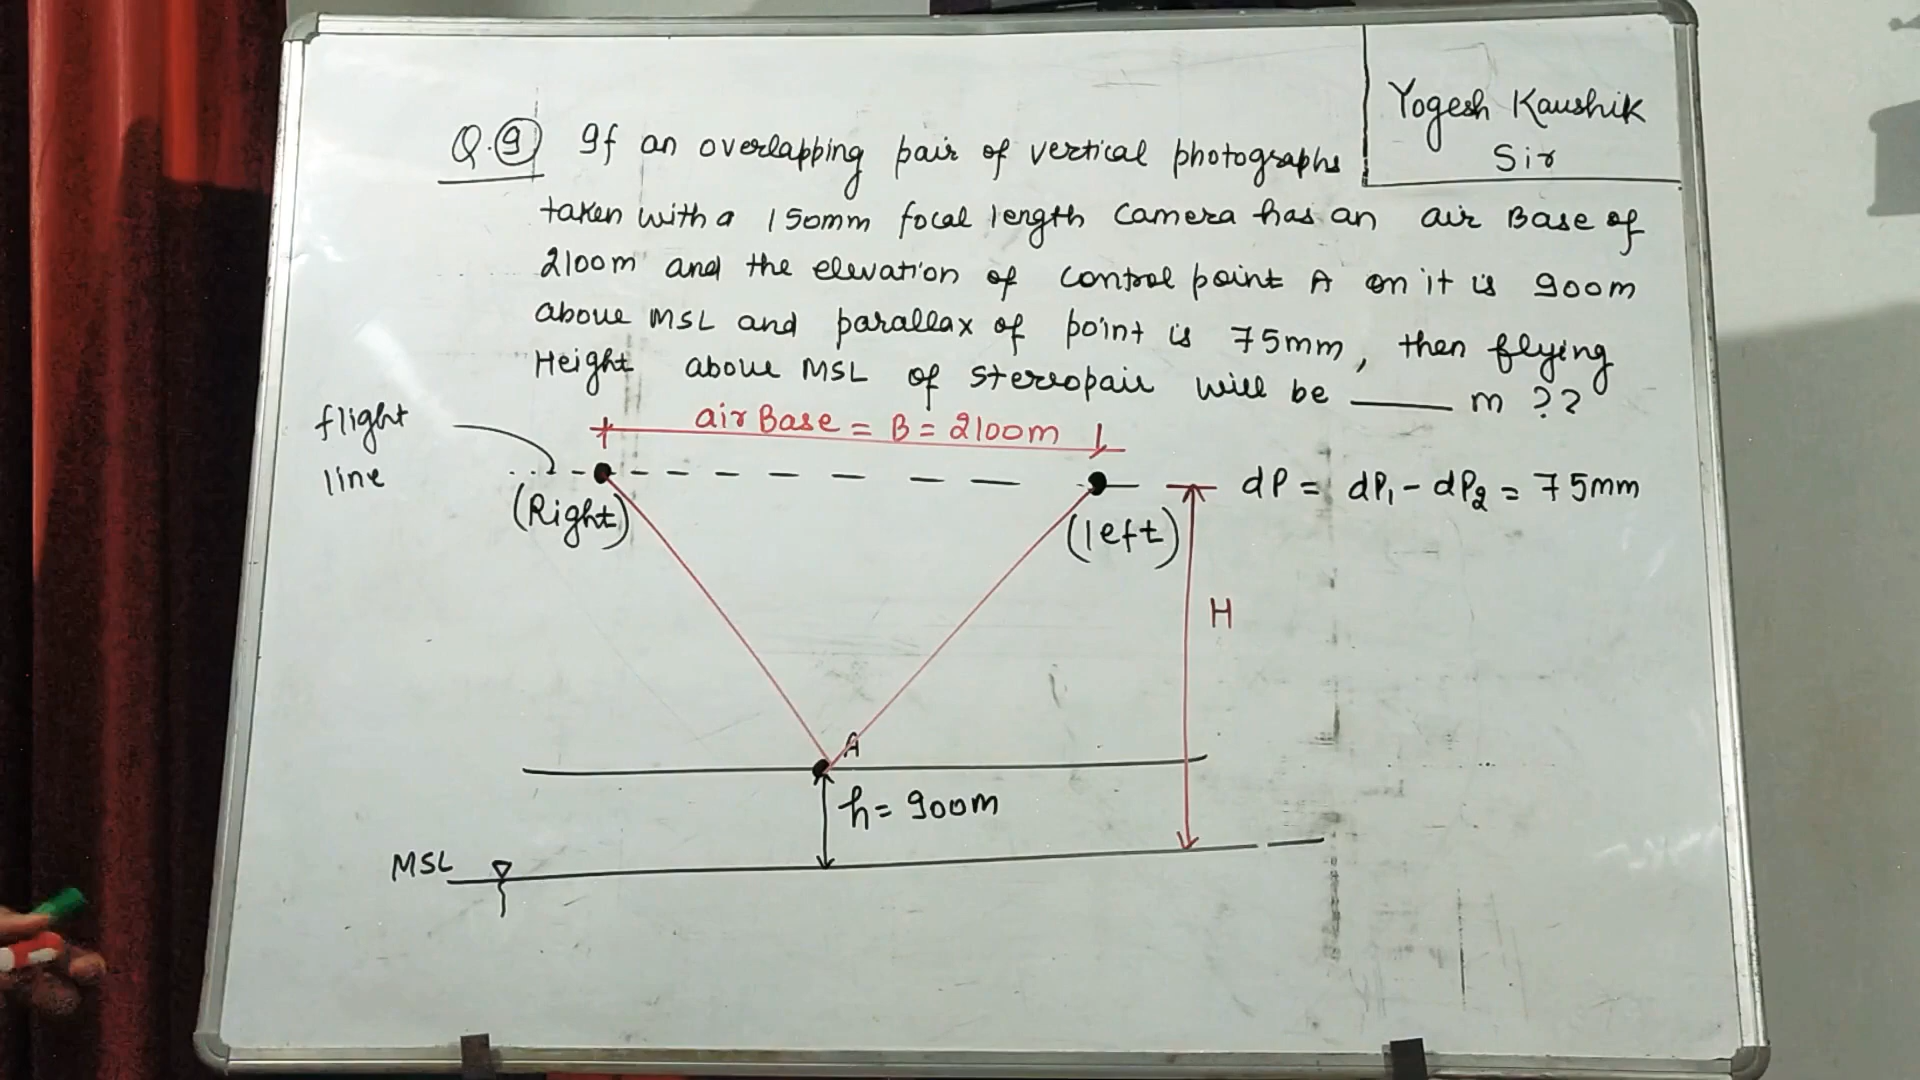 Yogesh Kaushik
Sir
Q.9 If an overlapping pair of vertical photographs
taken with a 150mm focal length camera has an air Base of
2100m and the elevation of control point A on it is 900m
above MSL and parallax of point is 75mm, then flying
Height above MSL of stereopair will be ____ m ??
flight
line
air Base = B = 2100m
(Right)
(left)
dP = dP₁ - dP₂ = 75mm
H
A
h = 900m
MSL